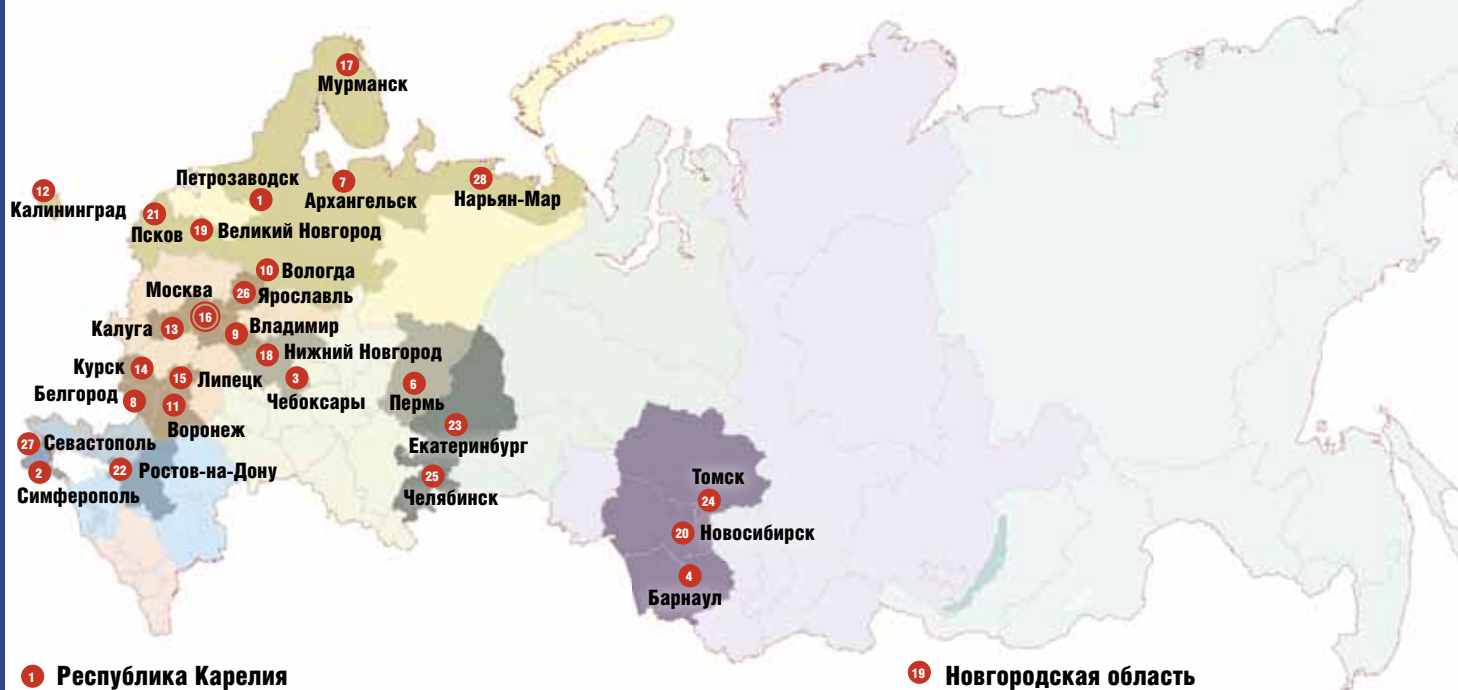 17
Мурманск
Петрозаводск
1
7
Архангельск
28
Нарьян-Мар
12
Калининград
21
Псков
19 Великий Новгород
10 Вологда
Москва
26 Ярославль
16
Калуга 13
9 Владимир
18 Нижний Новгород
Курск 14
15 Липецк
3
Чебоксары
6
Пермь
Белгород 8
11
Воронеж
23
Екатеринбург
27 Севастополь
2
Симферополь
22 Ростов-на-Дону
25
Челябинск
Томск
24
20 Новосибирск
4
Барнаул
1 Республика Карелия
19 Новгородская область